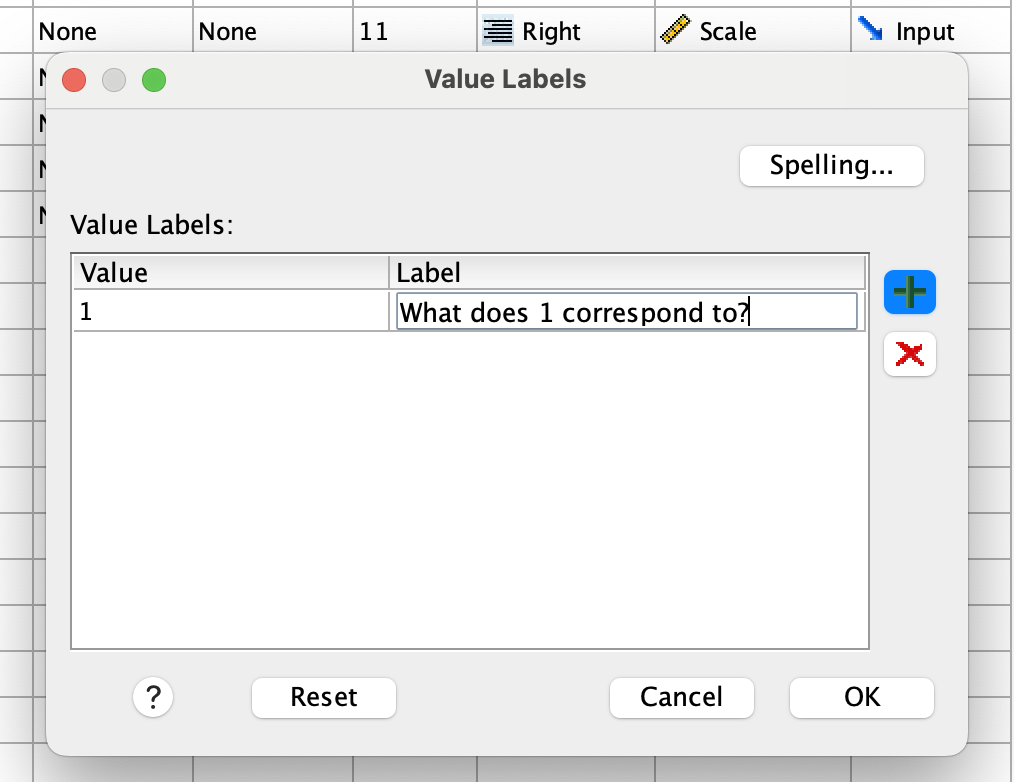 None None 11 Right Scale Input
Value Labels
Spelling...
Value Labels:
Value Label
1 What does 1 correspond to?
? Reset Cancel OK